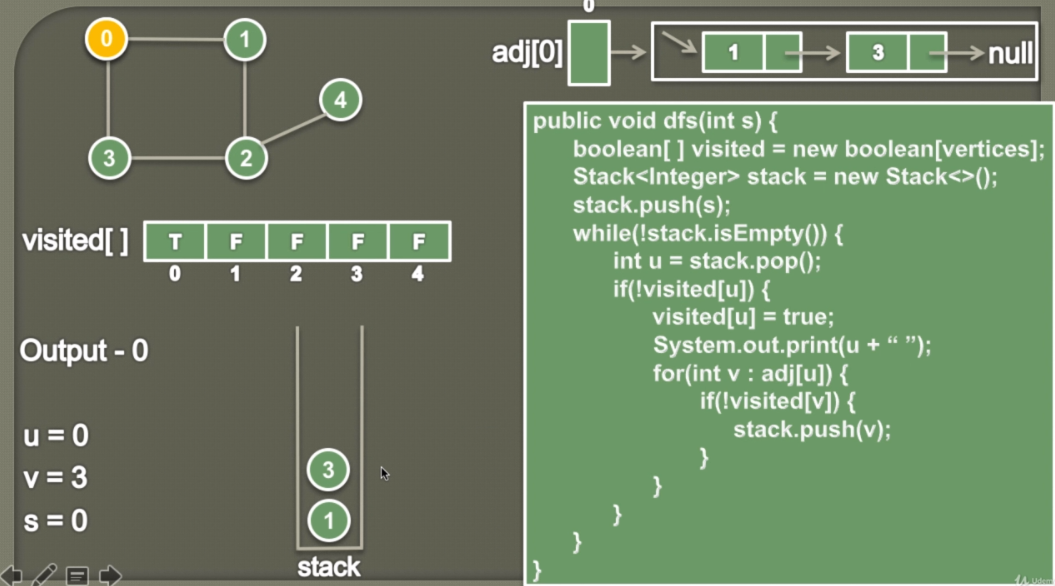 0
0
1
4
3
2
adj[0]
1
3
null
visited[ ]
T F F F F
0 1 2 3 4
Output - 0
u = 0
v = 3
s = 0
3
1
stack
public void dfs(int s) {
boolean[ ] visited = new boolean[vertices];
Stack<Integer> stack = new Stack<>();
stack.push(s);
while(!stack.isEmpty()) {
int u = stack.pop();
if(!visited[u]) {
visited[u] = true;
System.out.print(u + “ ”);
for(int v : adj[u]) {
if(!visited[v]) {
stack.push(v);
}
}
}
}
}
Udemy